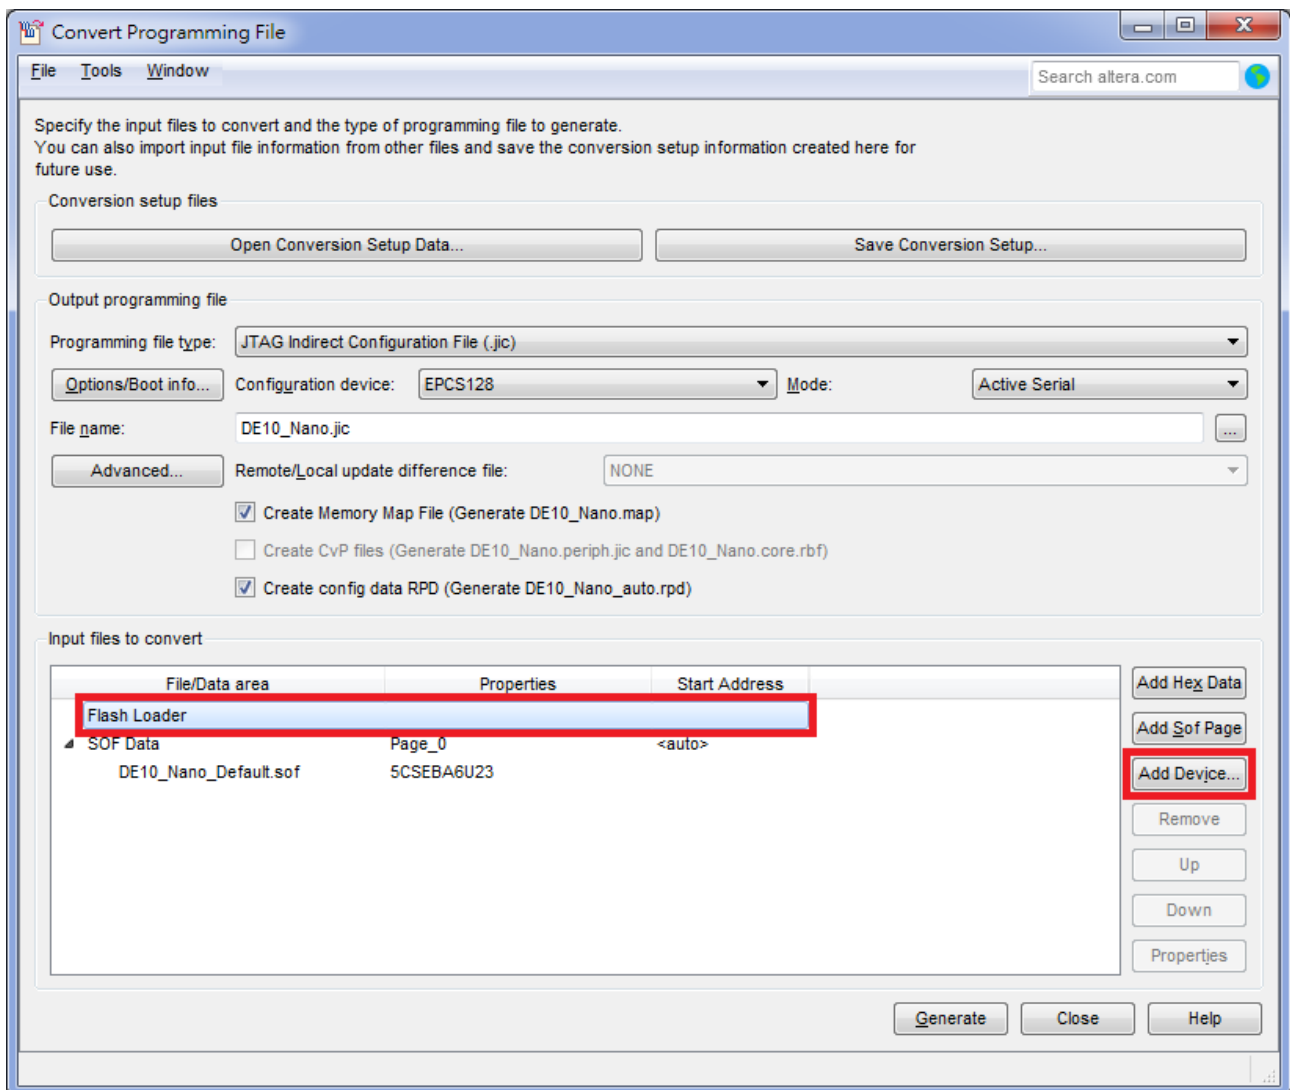 Convert Programming File
File Tools Window Search altera.com
Specify the input files to convert and the type of programming file to generate.
You can also import input file information from other files and save the conversion setup information created here for
future use.
Conversion setup files
Open Conversion Setup Data... Save Conversion Setup...
Output programming file
Programming file type: JTAG Indirect Configuration File (.jic)
Options/Boot info... Configuration device: EPCS128 Mode: Active Serial
File name: DE10_Nano.jic ...
Advanced... Remote/Local update difference file: NONE
Create Memory Map File (Generate DE10_Nano.map)
Create CvP files (Generate DE10_Nano.periph.jic and DE10_Nano.core.rbf)
Create config data RPD (Generate DE10_Nano_auto.rpd)
Input files to convert
File/Data area Properties Start Address Add Hex Data
Flash Loader Add Sof Page
SOF Data Page_0 <auto>
DE10_Nano_Default.sof 5CSEBA6U23 Add Device...
Remove
Up
Down
Properties
Generate Close Help